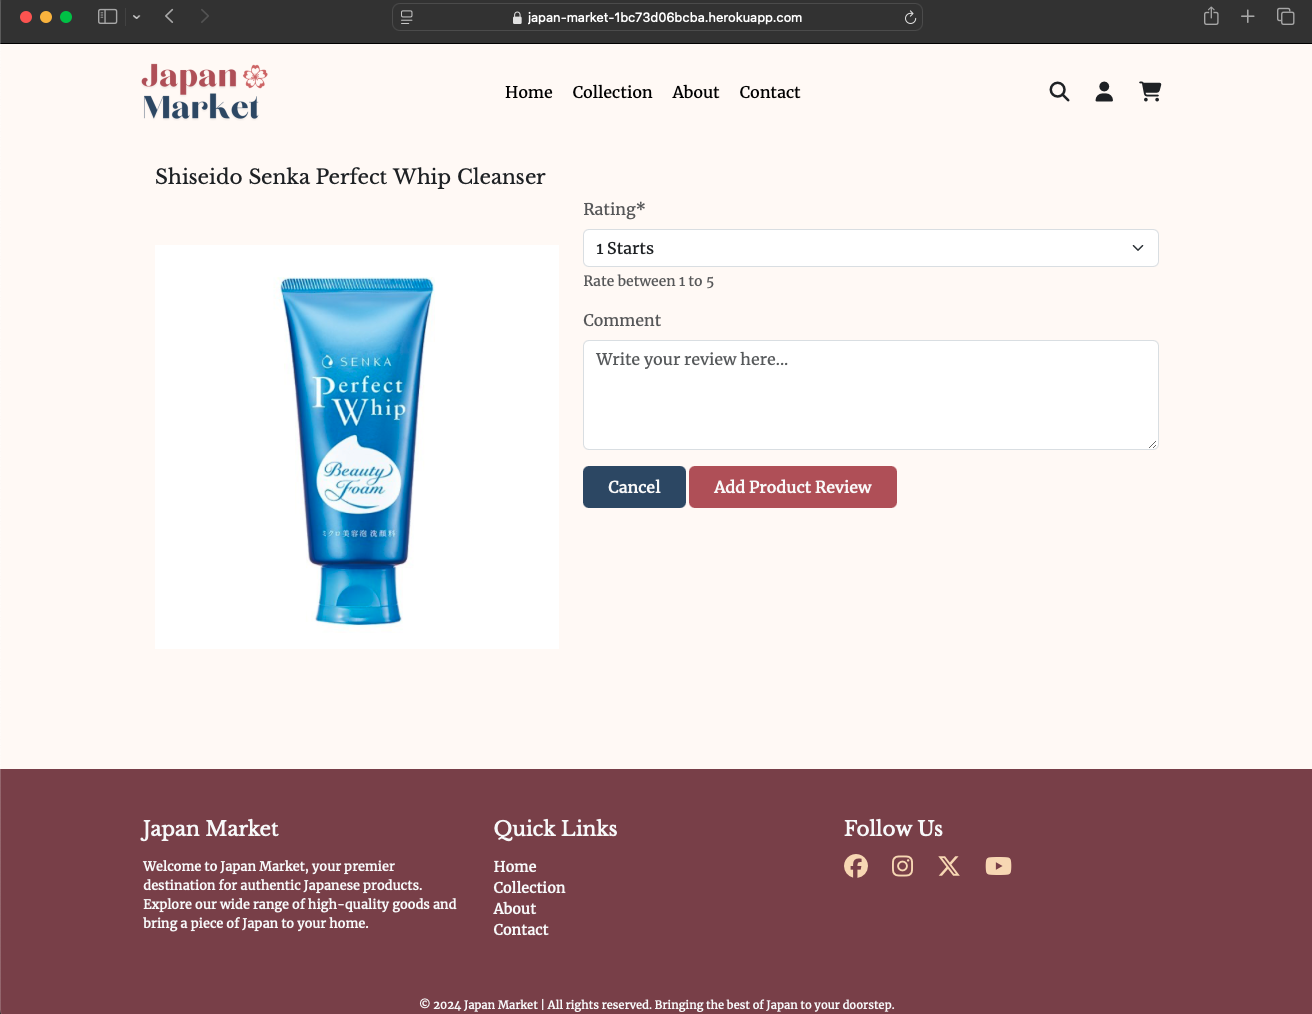 japan-market-1bc73d06bcba.herokuapp.com
Japan
Market
Home Collection About Contact
Shiseido Senka Perfect Whip Cleanser
Rating*
1 Starts
Rate between 1 to 5
Comment
Write your review here...
Cancel Add Product Review
SENKA
Perfect
Whip
Beauty
Foam
ミクロ美容泡 洗顔料
Japan Market
Welcome to Japan Market, your premier
destination for authentic Japanese products.
Explore our wide range of high-quality goods and
bring a piece of Japan to your home.
Quick Links
Home
Collection
About
Contact
Follow Us
© 2024 Japan Market | All rights reserved. Bringing the best of Japan to your doorstep.